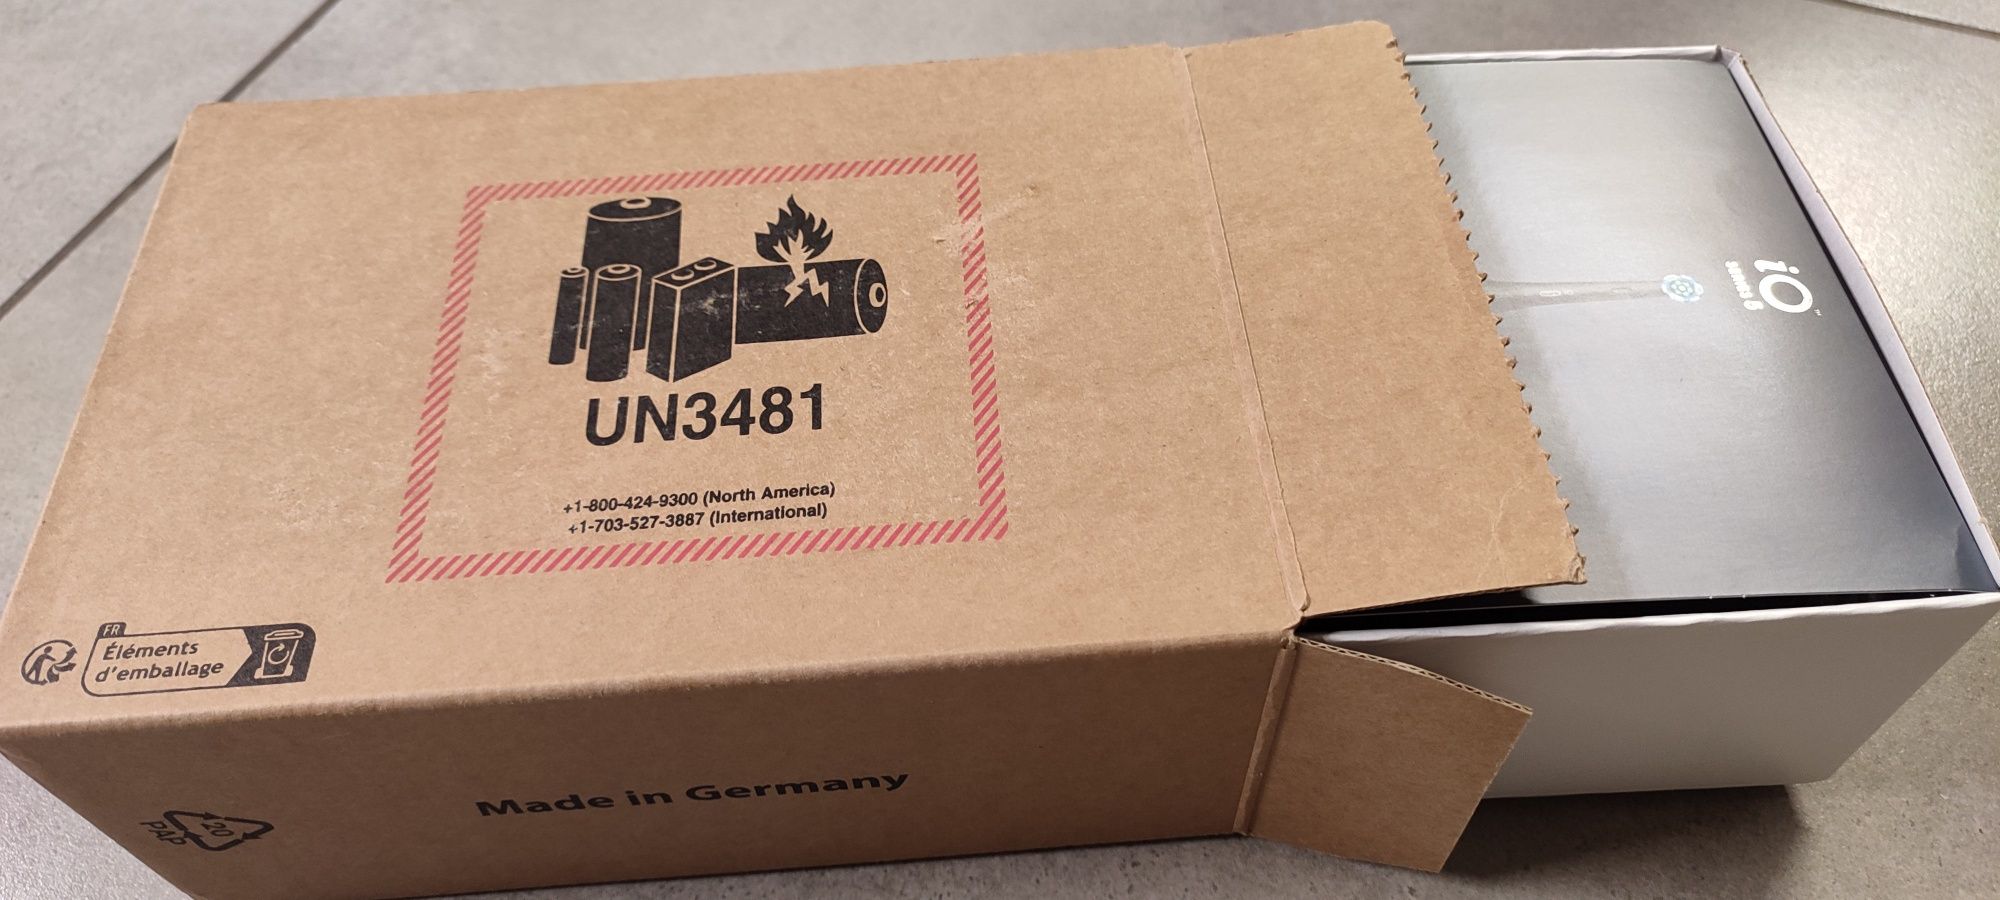 UN3481
+1-800-424-9300 (North America)
+1-703-527-3887 (International)
FR
Éléments
d'emballage
Made in Germany
20
PAP
iO™